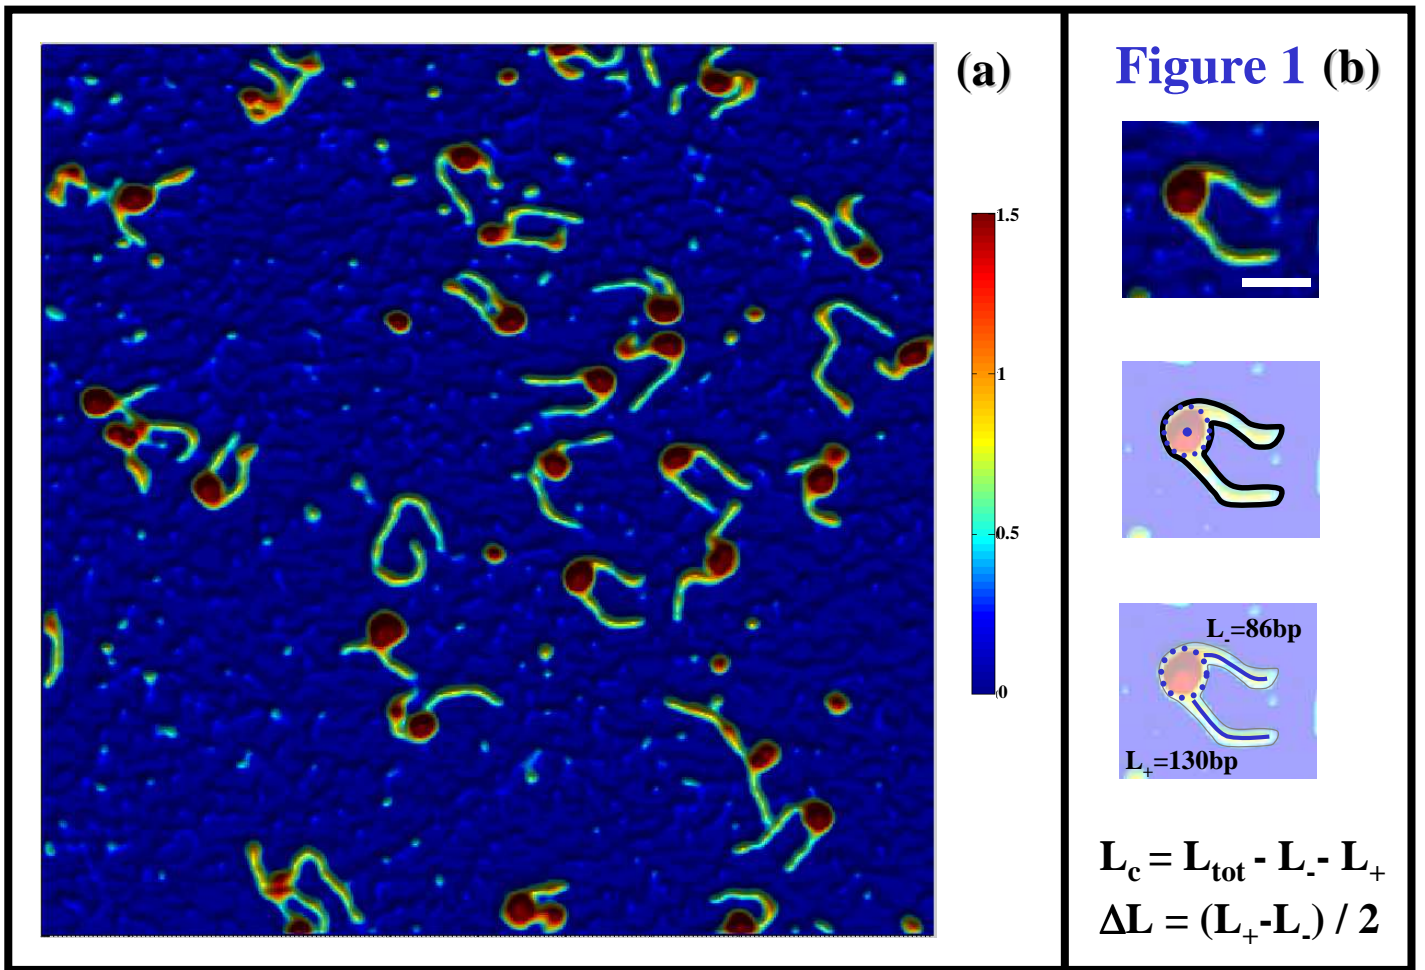 (a)
1.5
1
0.5
0
Figure 1 (b)
L-=86bp
L+=130bp
Lc = Ltot - L- - L+
ΔL = (L+-L-) / 2